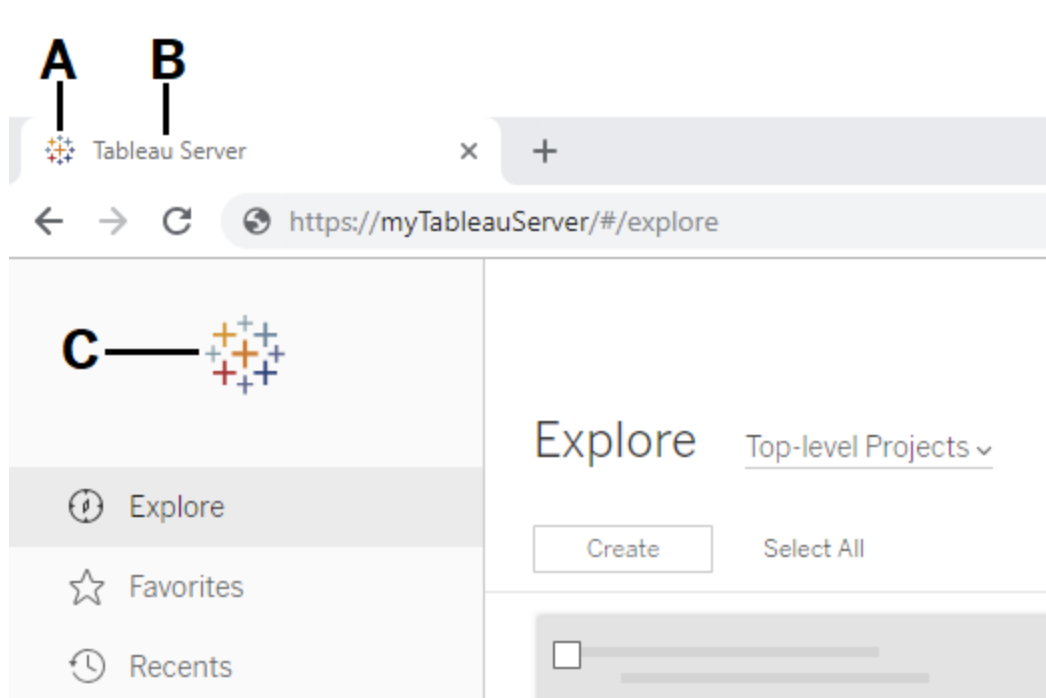 A B
Tableau Server
https://myTableauServer/#/explore
C
Explore Top-level Projects
Explore
Create Select All
Favorites
Recents